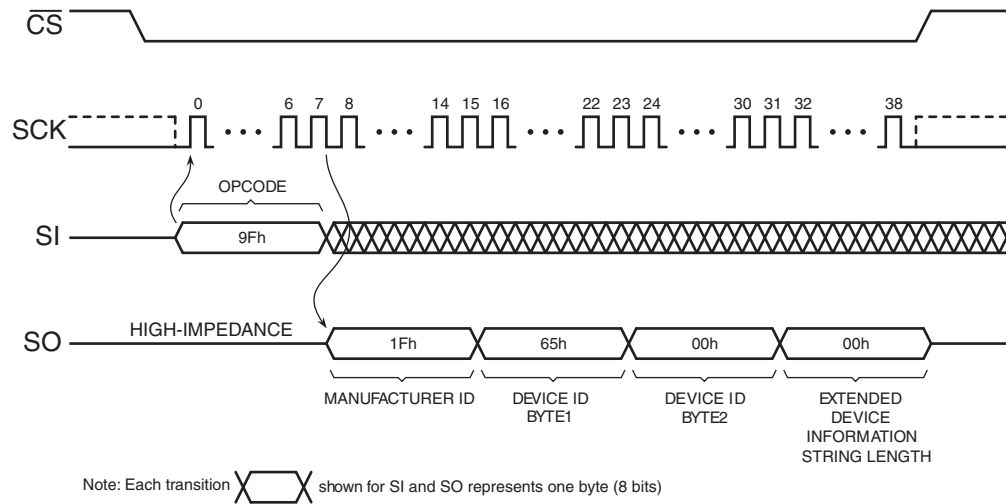 CS
0 6 7 8 14 15 16 22 23 24 30 31 32 38
SCK
OPCODE
SI 9Fh
HIGH-IMPEDANCE
SO 1Fh 65h 00h 00h
MANUFACTURER ID DEVICE ID BYTE1 DEVICE ID BYTE2 EXTENDED DEVICE INFORMATION STRING LENGTH
Note: Each transition shown for SI and SO represents one byte (8 bits)